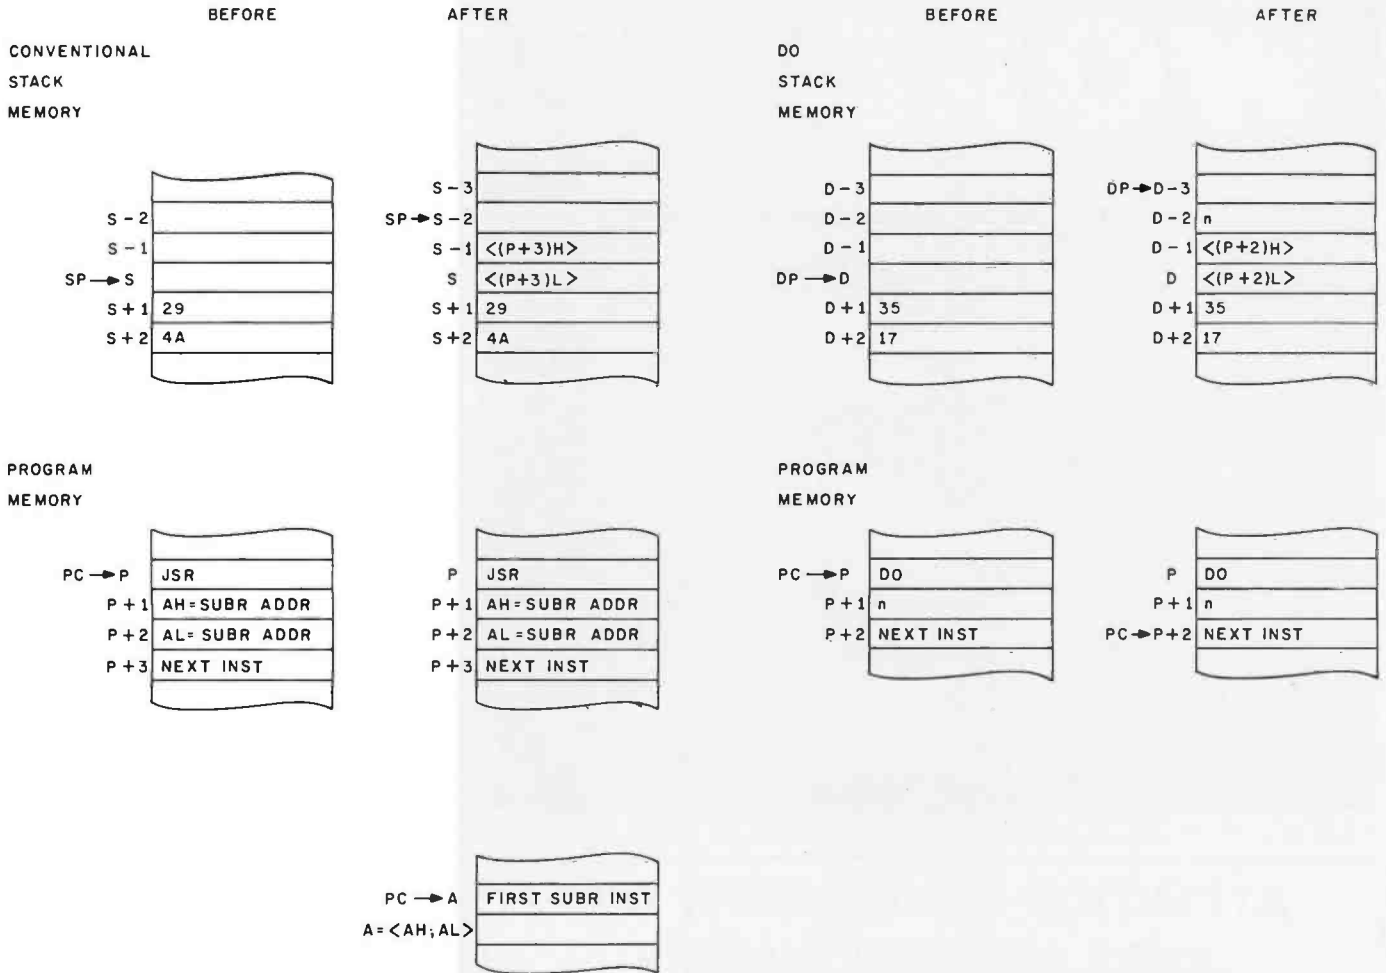 BEFORE AFTER BEFORE AFTER
CONVENTIONAL
STACK
MEMORY
DO
STACK
MEMORY
S-2
S-1
SP→S
S+1 29
S+2 4A
S-3
SP→S-2
S-1 <(P+3)H>
S <(P+3)L>
S+1 29
S+2 4A
D-3
D-2
D-1
DP→D
D+1 35
D+2 17
DP→D-3
D-2 n
D-1 <(P+2)H>
D <(P+2)L>
D+1 35
D+2 17
PROGRAM
MEMORY
PROGRAM
MEMORY
PC→P JSR
P+1 AH=SUBR ADDR
P+2 AL=SUBR ADDR
P+3 NEXT INST
P JSR
P+1 AH=SUBR ADDR
P+2 AL=SUBR ADDR
P+3 NEXT INST
PC→P DO
P+1 n
P+2 NEXT INST
P DO
P+1 n
PC→P+2 NEXT INST
PC→A FIRST SUBR INST
A=<AH;AL>